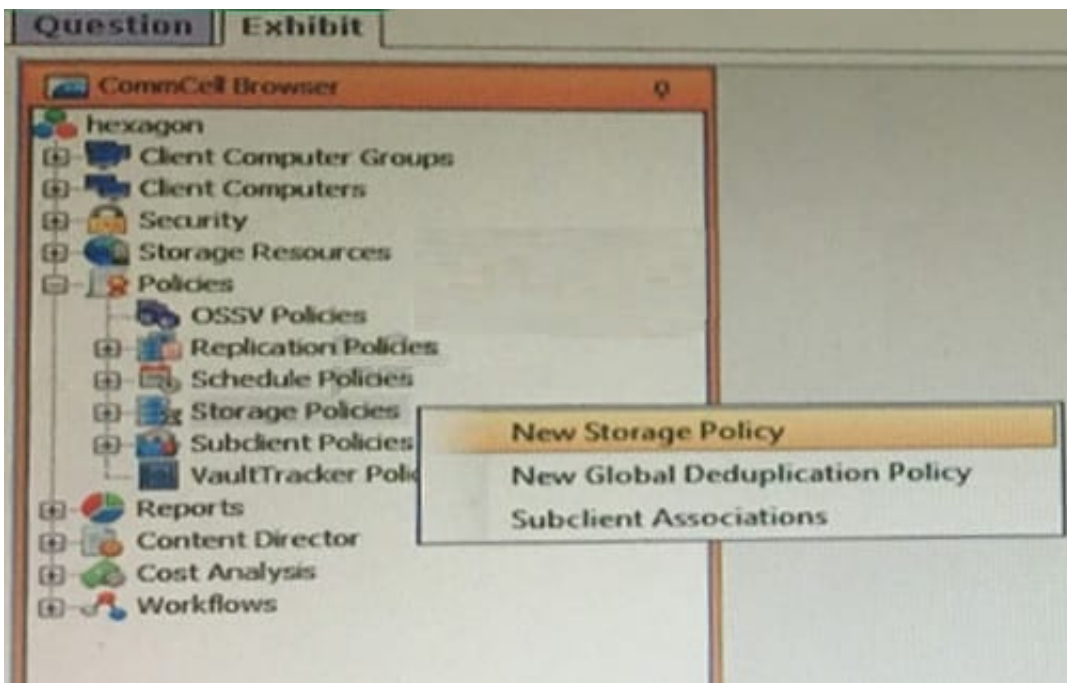 Question Exhibit
CommCell Browser
hexagon
Client Computer Groups
Client Computers
Security
Storage Resources
Policies
OSSV Policies
Replication Policies
Schedule Policies
Storage Policies
New Storage Policy
New Global Deduplication Policy
Subclient Associations
Subclient Policies
VaultTracker Polic
Reports
Content Director
Cost Analysis
Workflows